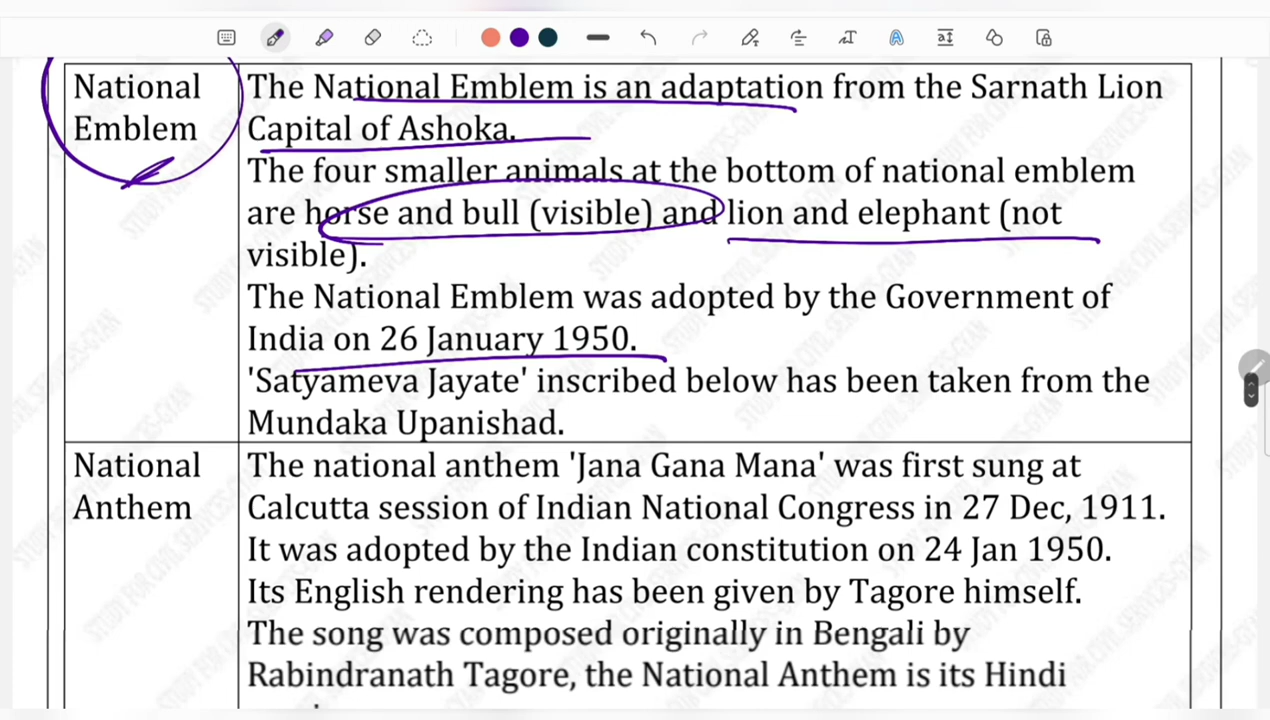 National
Emblem
The National Emblem is an adaptation from the Sarnath Lion
Capital of Ashoka.
The four smaller animals at the bottom of national emblem
are horse and bull (visible) and lion and elephant (not
visible).
The National Emblem was adopted by the Government of
India on 26 January 1950.
'Satyameva Jayate' inscribed below has been taken from the
Mundaka Upanishad.
National
Anthem
The national anthem 'Jana Gana Mana' was first sung at
Calcutta session of Indian National Congress in 27 Dec, 1911.
It was adopted by the Indian constitution on 24 Jan 1950.
Its English rendering has been given by Tagore himself.
The song was composed originally in Bengali by
Rabindranath Tagore, the National Anthem is its Hindi
STUDY FOR CIVIL SERVICES-GYAN